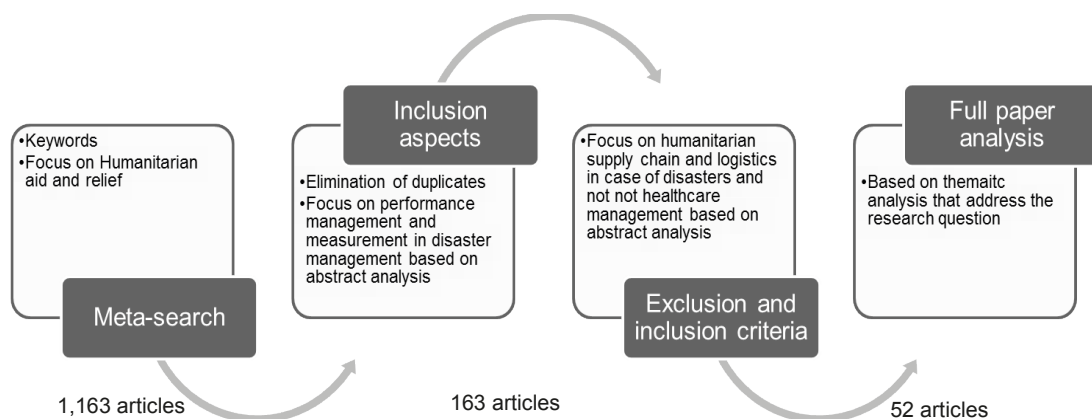 •Keywords
•Focus on Humanitarian
aid and relief
Meta-search
1,163 articles
Inclusion
aspects
•Elimination of duplicates
•Focus on performance
management and
measurement in disaster
management based on
abstract analysis
163 articles
•Focus on humanitarian
supply chain and logistics
in case of disasters and
not not healthcare
management based on
abstract analysis
Exclusion and
inclusion criteria
Full paper
analysis
•Based on themaitc
analysis that address the
research question
52 articles